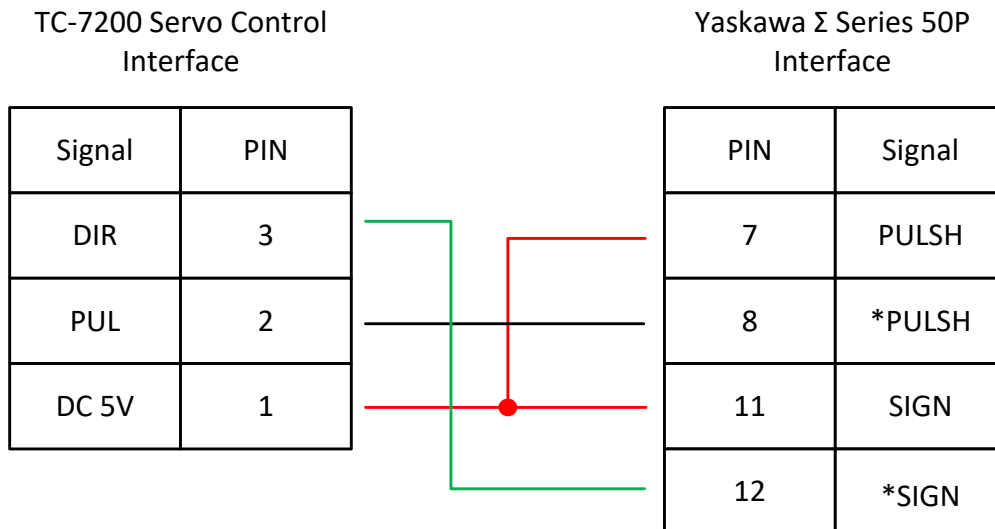 TC-7200 Servo Control
Interface
Signal PIN
DIR 3
PUL 2
DC 5V 1
Yaskawa Σ Series 50P
Interface
PIN Signal
7 PULSH
8 *PULSH
11 SIGN
12 *SIGN